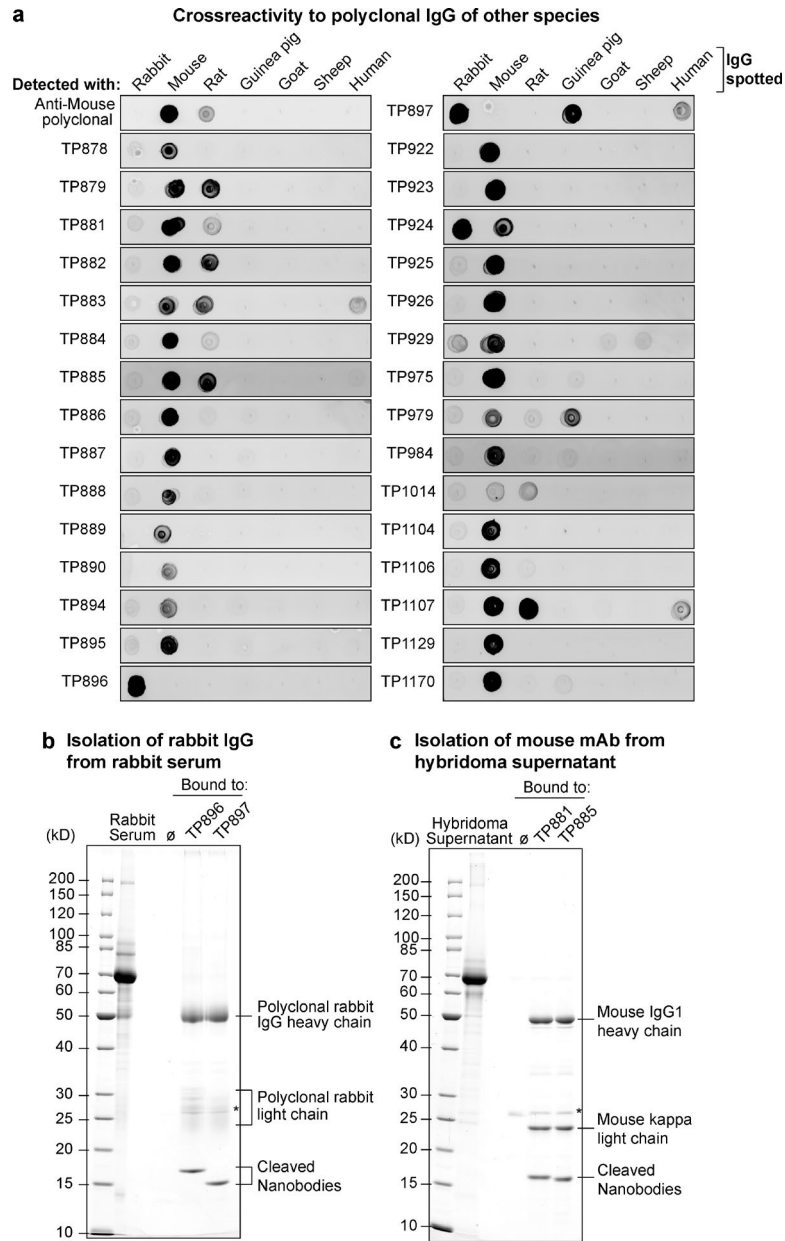 a
Crossreactivity to polyclonal IgG of other species
Detected with:
Rabbit
Mouse
Rat
Guinea pig
Goat
Sheep
Human
Rabbit
Mouse
Rat
Guinea pig
Goat
Sheep
Human
IgG
spotted
Anti-Mouse
polyclonal
TP878
TP879
TP881
TP882
TP883
TP884
TP885
TP886
TP887
TP888
TP889
TP890
TP894
TP895
TP896
TP897
TP922
TP923
TP924
TP925
TP926
TP929
TP975
TP979
TP984
TP1014
TP1104
TP1106
TP1107
TP1129
TP1170
b Isolation of rabbit IgG
from rabbit serum
Bound to:
(kD)
Rabbit
Serum
ø
TP896
TP897
200
150
120
100
85
70
60
50
40
30
25
20
15
10
Polyclonal rabbit
IgG heavy chain
Polyclonal rabbit
light chain
*
Cleaved
Nanobodies
c Isolation of mouse mAb from
hybridoma supernatant
Bound to:
(kD)
Hybridoma
Supernatant
ø
TP881
TP885
200
150
120
100
85
70
60
50
40
30
25
20
15
10
Mouse IgG1
heavy chain
*
Mouse kappa
light chain
Cleaved
Nanobodies